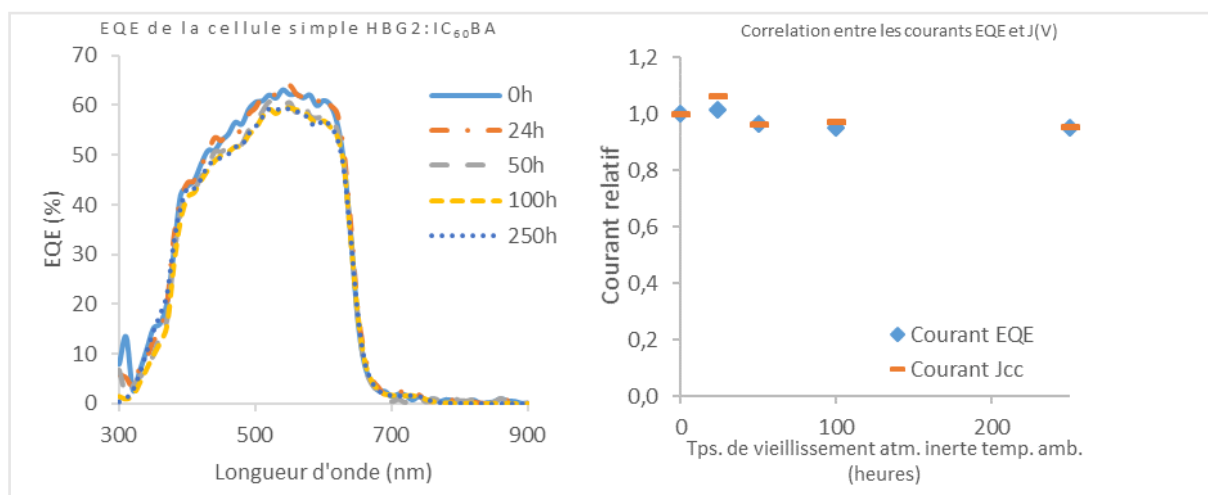 EQE de la cellule simple HBG2:IC₆₀BA
70
60
50
40
30
20
10
0
EQE (%)
300
500
700
900
Longueur d'onde (nm)
0h
24h
50h
100h
250h
Correlation entre les courants EQE et J(V)
1,2
1,0
0,8
0,6
0,4
0,2
0,0
Courant relatif
0
100
200
Tps. de vieillissement atm. inerte temp. amb.
(heures)
Courant EQE
Courant Jcc